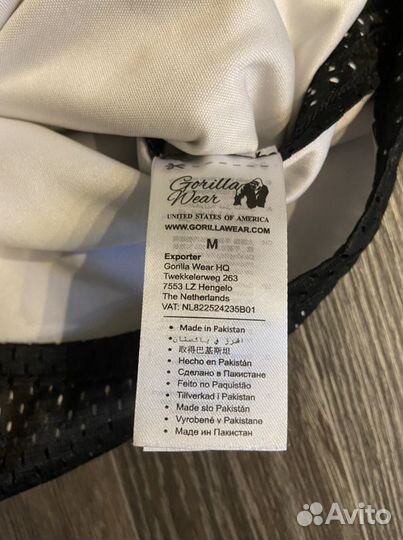 Gorilla
Wear
UNITED STATES OF AMERICA
WWW.GORILLAWEAR.COM
M
Exporter
Gorilla Wear HQ
Twekkelerweg 263
7553 LZ Hengelo
The Netherlands
VAT: NL822524235B01
• Made in Pakistan
• 取得巴基斯坦
• Hecho en Pakistán
• Сделано в Пакистане
• Feito no Paquistão
• Tillverkad i Pakistan
• Made sto Pakistan
• Vyrobené v Pakistane
• Маде ин Пакистан
Avito